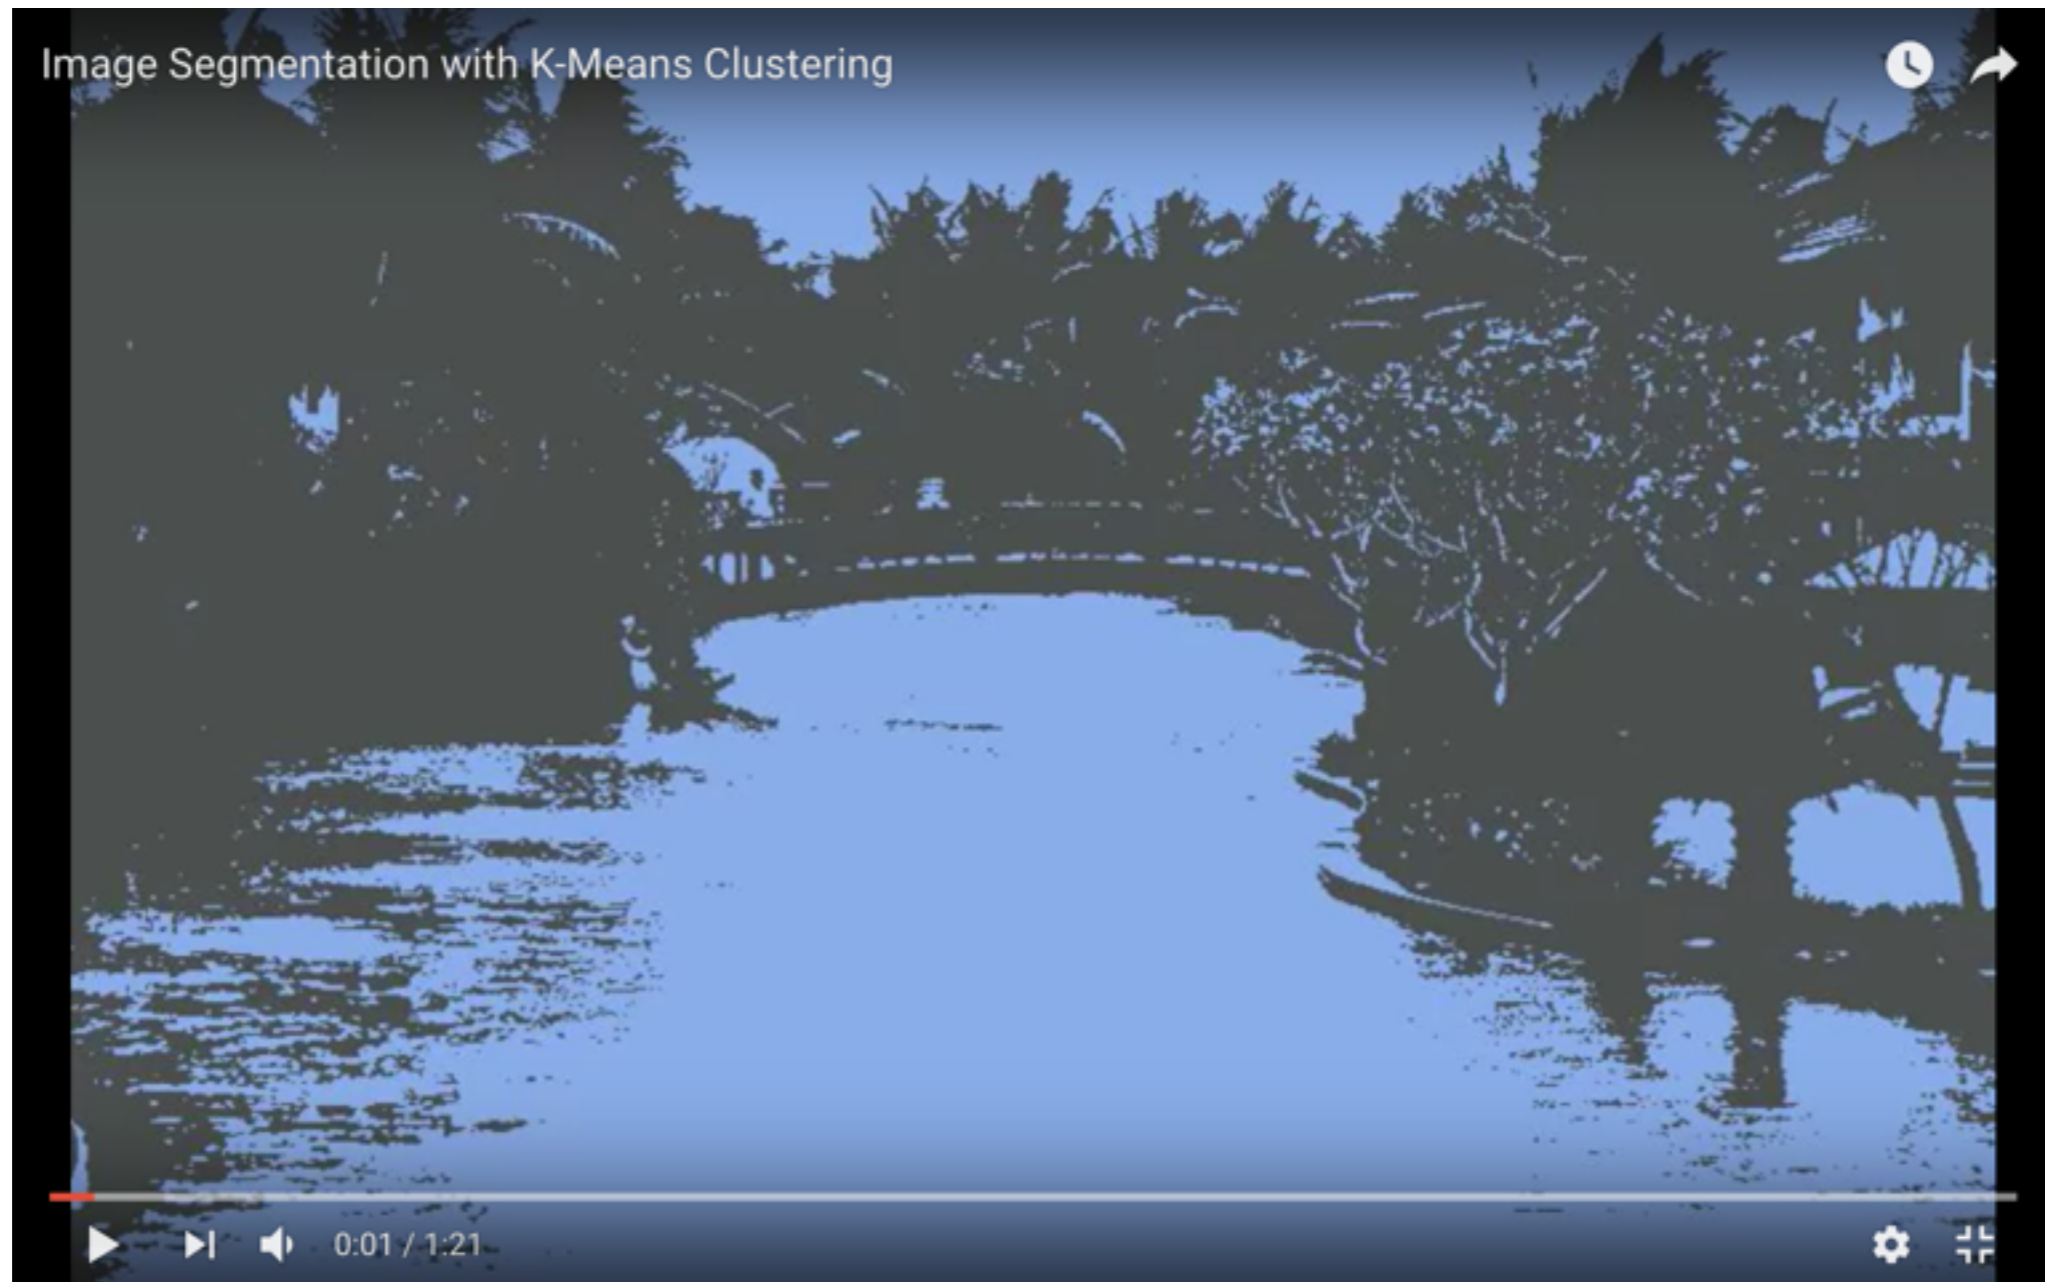 Image Segmentation with K-Means Clustering
0:01 / 1:21